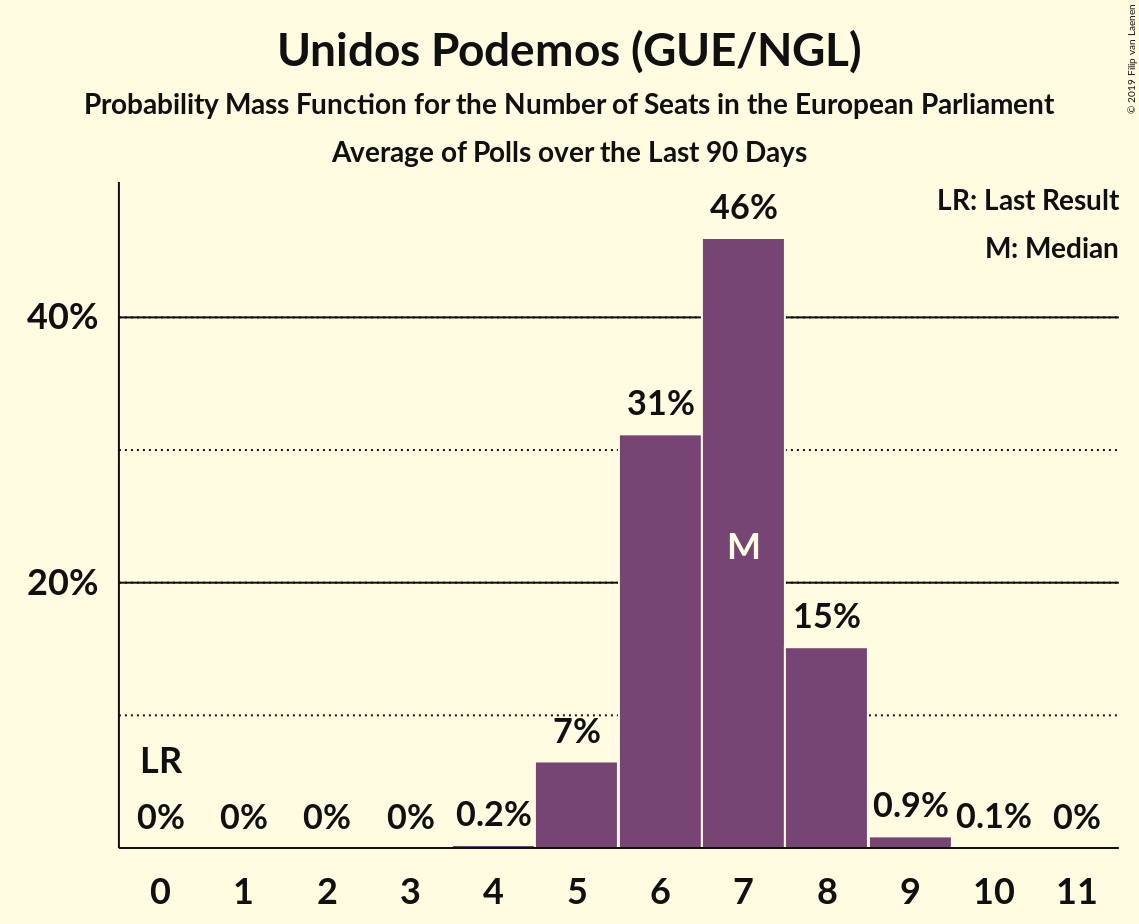 Unidos Podemos (GUE/NGL)
Probability Mass Function for the Number of Seats in the European Parliament
Average of Polls over the Last 90 Days
© 2019 Filip van Laenen
LR: Last Result
M: Median
46%
40%
31%
M
20%
15%
7%
LR
0% 0% 0% 0% 0.2% 0.9% 0.1% 0%
0 1 2 3 4 5 6 7 8 9 10 11